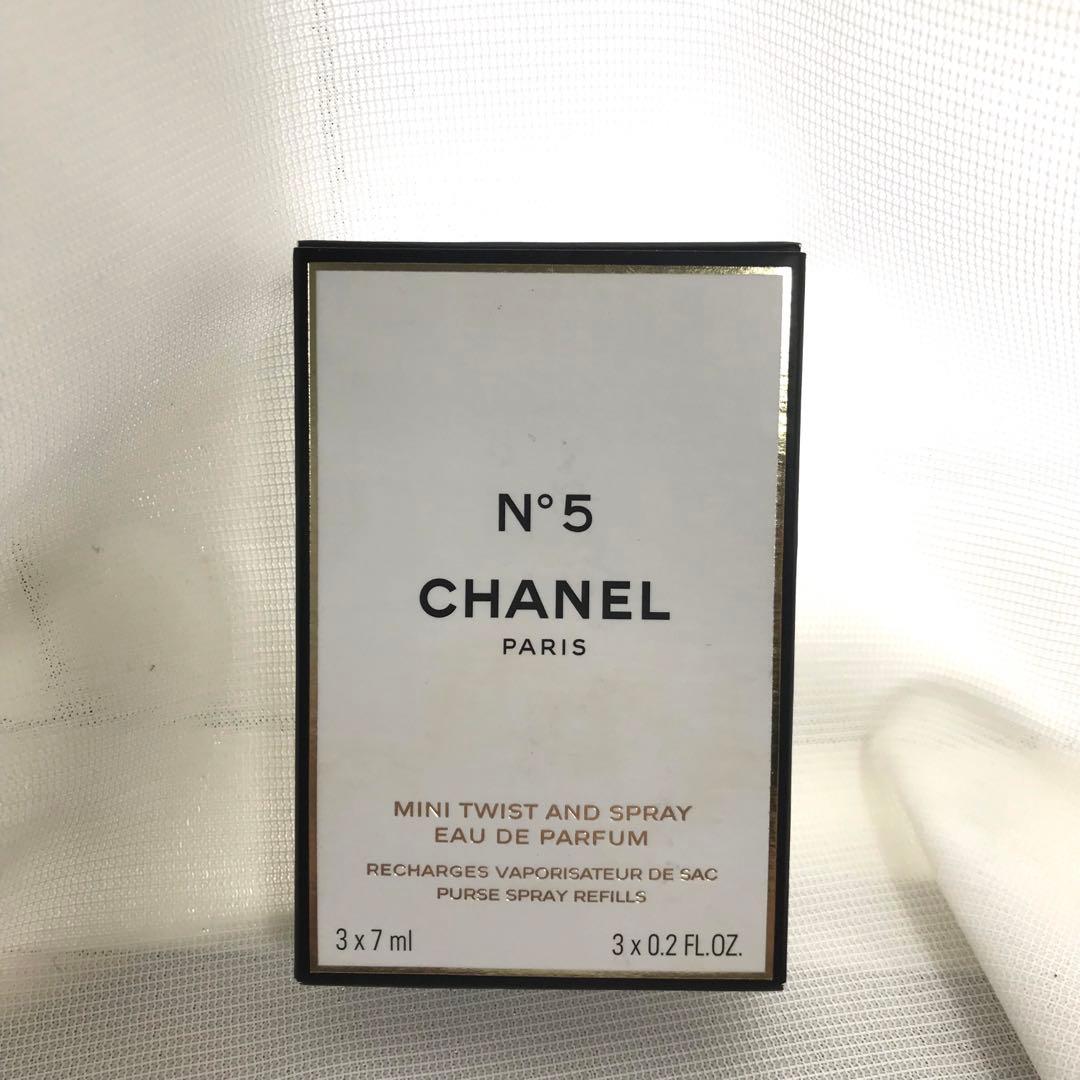 N°5
CHANEL
PARIS
MINI TWIST AND SPRAY
EAU DE PARFUM
RECHARGES VAPORISATEUR DE SAC
PURSE SPRAY REFILLS
3 x 7 ml 3 x 0.2 FL.OZ.